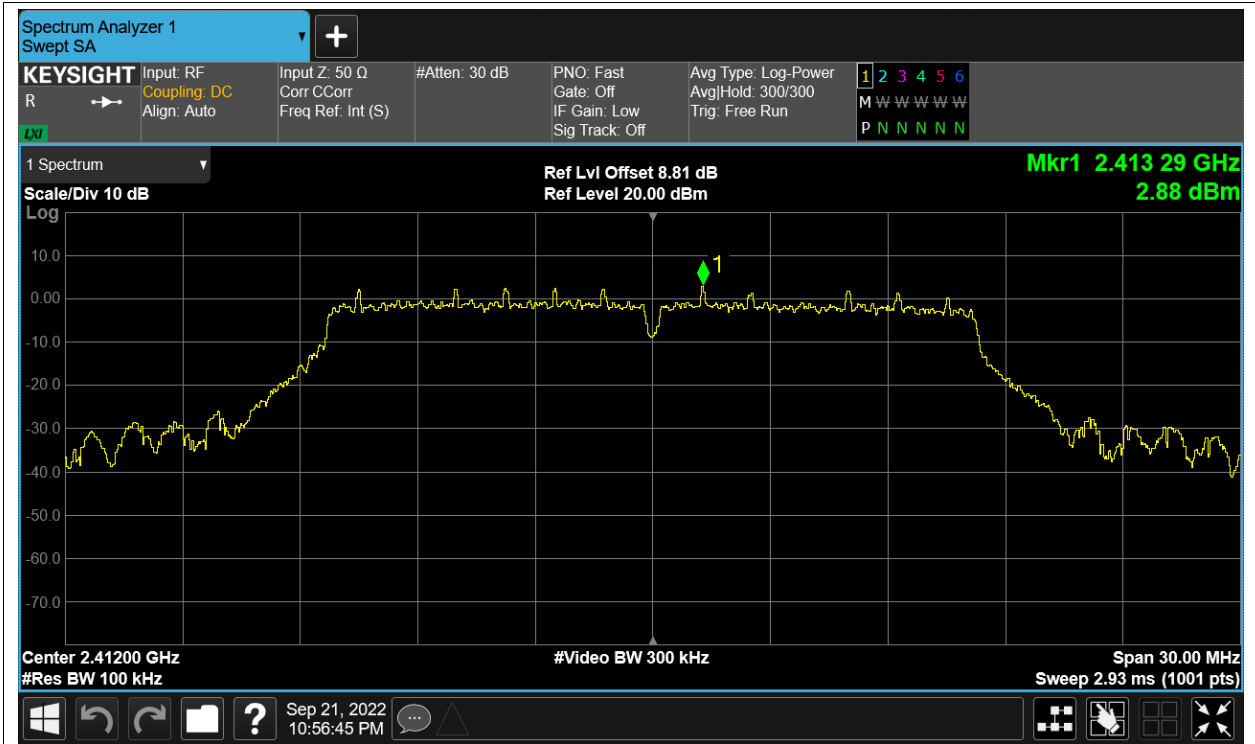 Spectrum Analyzer 1
Swept SA
▼
+
KEYSIGHT
R
LXI
Input: RF
Coupling: DC
Align: Auto
Input Z: 50 Ω
Corr CCorr
Freq Ref: Int (S)
#Atten: 30 dB
PNO: Fast
Gate: Off
IF Gain: Low
Sig Track: Off
Avg Type: Log-Power
Avg|Hold: 300/300
Trig: Free Run
1 2 3 4 5 6
M W W W W W
P N N N N N
1 Spectrum ▼
Scale/Div 10 dB
Log
Ref Lvl Offset 8.81 dB
Ref Level 20.00 dBm
Mkr1 2.413 29 GHz
2.88 dBm
1
10.0
0.00
-10.0
-20.0
-30.0
-40.0
-50.0
-60.0
-70.0
Center 2.41200 GHz
#Res BW 100 kHz
#Video BW 300 kHz
Span 30.00 MHz
Sweep 2.93 ms (1001 pts)
?
Sep 21, 2022
10:56:45 PM